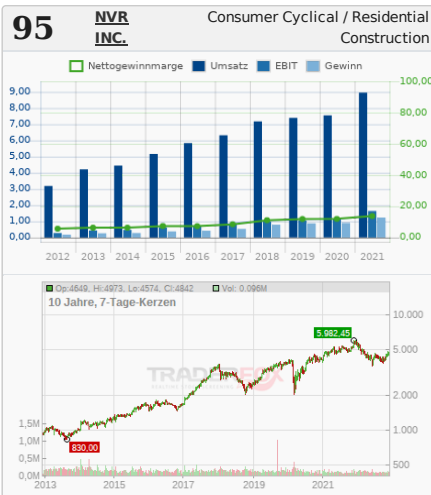 95
NVR
INC.
Consumer Cyclical / Residential
Construction
Nettogewinnmarge Umsatz EBIT Gewinn
9,00
8,00
7,00
6,00
5,00
4,00
3,00
2,00
1,00
0,00
100,00
80,00
60,00
40,00
20,00
0,00
2012 2013 2014 2015 2016 2017 2018 2019 2020 2021
Op:4649, Hi:4973, Lo:4574, Cl:4842 Vol: 0.096M
10 Jahre, 7-Tage-Kerzen
5.982,45
TRADERFOX
830,00
10.000
5.000
2.000
1.000
500
1,5M
1,0M
0,5M
0,0M
2013 2015 2017 2019 2021